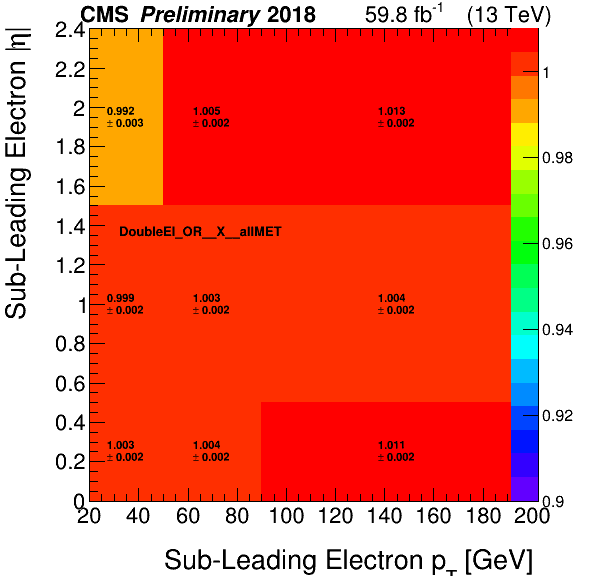 CMS Preliminary 2018 59.8 fb-1 (13 TeV)
Sub-Leading Electron |η|
2.4
2.2
2
1.8
1.6
1.4
1.2
1
0.8
0.6
0.4
0.2
0
0.992 1.005 1.013
± 0.003 ± 0.002 ± 0.002
DoubleEl_OR__X__allMET
0.999 1.003 1.004
± 0.002 ± 0.002 ± 0.002
1.003 1.004 1.011
± 0.002 ± 0.002 ± 0.002
1
0.98
0.96
0.94
0.92
0.9
20 40 60 80 100 120 140 160 180 200
Sub-Leading Electron pT [GeV]